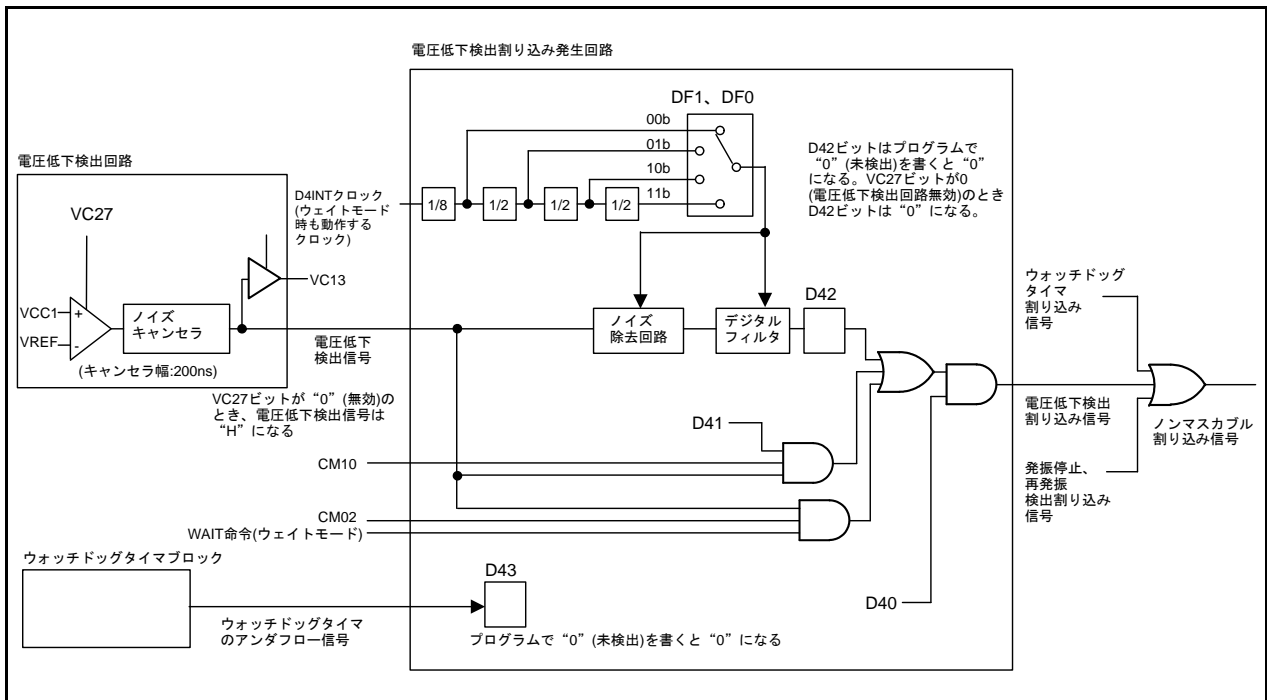 電圧低下検出割り込み発生回路
DF1、DF0
00b
01b
10b
11b
D42ビットはプログラムで
“0”(未検出)を書くと“0”
になる。VC27ビットが0
(電圧低下検出回路無効)のとき
D42ビットは“0”になる。
電圧低下検出回路
VC27
D4INTクロック
(ウェイトモード
時も動作する
クロック)
1/8
1/2
1/2
1/2
VC13
VCC1
+
VREF
-
ノイズ
キャンセラ
(キャンセラ幅:200ns)
電圧低下
検出信号
ノイズ
除去回路
デジタル
フィルタ
D42
VC27ビットが“0”(無効)の
とき、電圧低下検出信号は
“H”になる
D41
CM10
CM02
WAIT命令(ウェイトモード)
D40
ウォッチドッグ
タイマ
割り込み
信号
電圧低下検出
割り込み信号
ノンマスカブル
割り込み信号
発振停止、
再発振
検出割り込み
信号
ウォッチドッグタイマブロック
ウォッチドッグタイマ
のアンダフロー信号
D43
プログラムで“0”(未検出)を書くと“0”になる